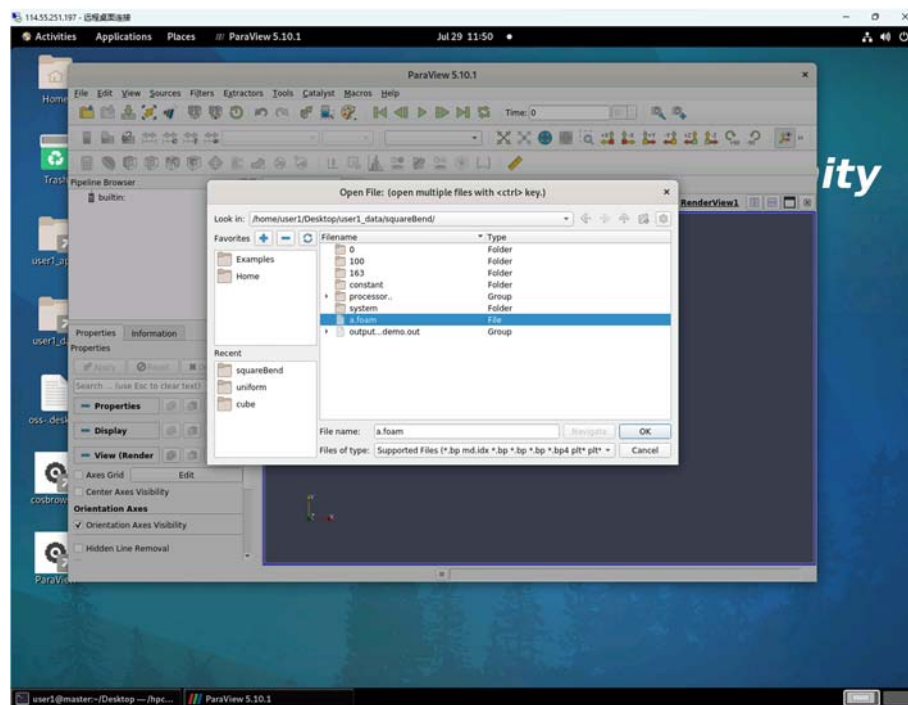 114.55.251.197 - 远程桌面连接
Activities Applications Places ParaView 5.10.1 Jul 29 11:50
ParaView 5.10.1
File Edit View Sources Filters Extractors Tools Catalyst Macros Help
Time: 0
Home
Trash
ity
Pipeline Browser
builtin:
RenderView1
Open File: (open multiple files with <ctrl> key.)
Look in: /home/user1/Desktop/user1_data/squareBend/
Favorites
Filename Type
Examples
Home
0 Folder
100 Folder
163 Folder
constant Folder
processor.. Group
system Folder
a.foam File
output...demo.out Group
Recent
squareBend
uniform
cube
File name: a.foam Navigate OK
Files of type: Supported Files (*.bp md.idx *.bp *.bp *.bp *.bp4 plt* plt* Cancel
user1_ap
user1_d
Properties Information
Properties
Apply Reset
Search ... (use Esc to clear text)
Properties
Display
View (Render
Axes Grid Edit
Center Axes Visibility
Orientation Axes
Orientation Axes Visibility
Hidden Line Removal
oss-.desk
cosbrow
ParaVie
user1@master:~/Desktop — /hpc... ParaView 5.10.1